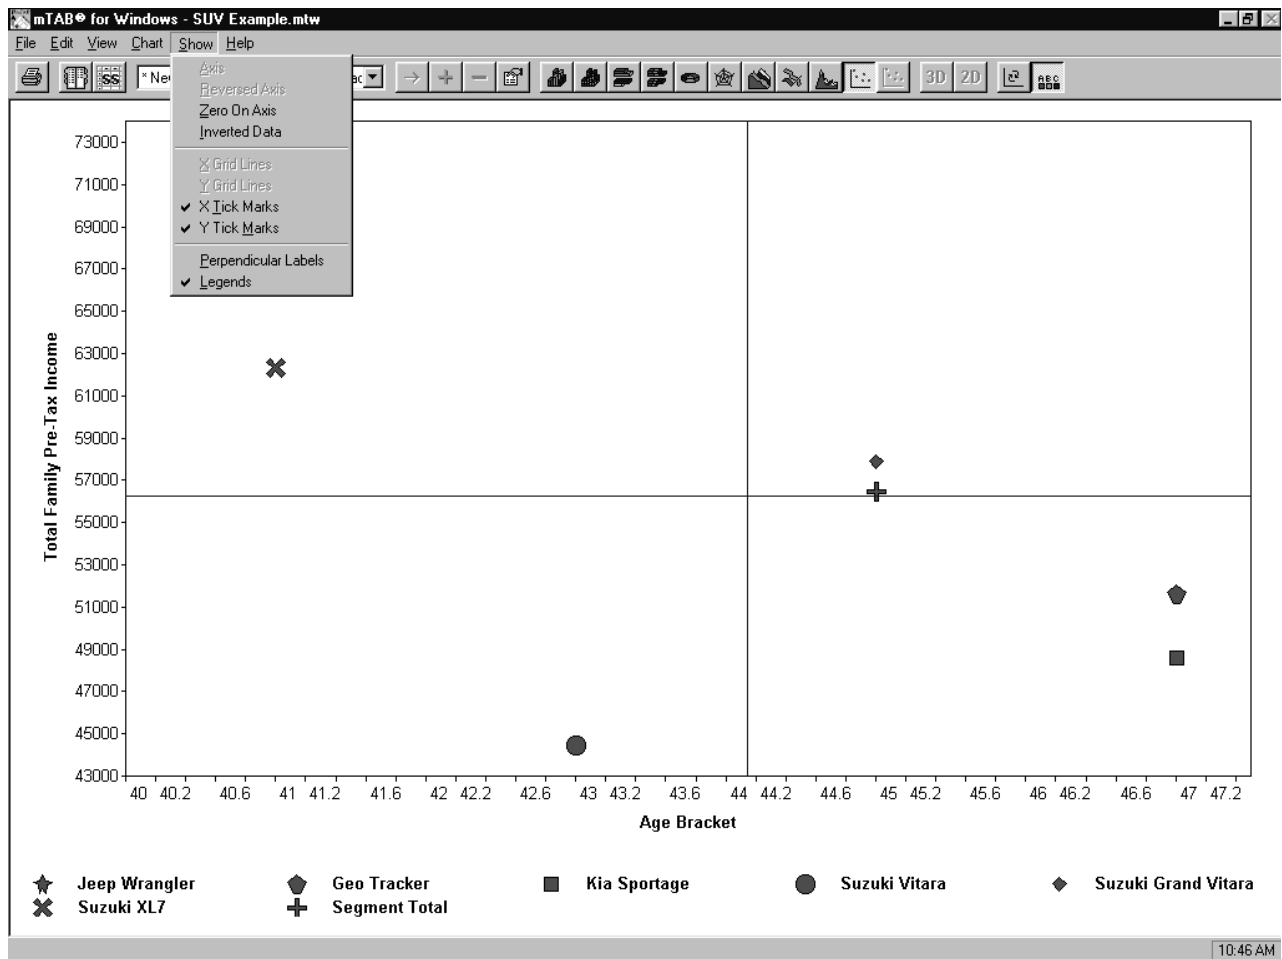 mTAB® for Windows - SUV Example.mtw
File Edit View Chart Show Help
SS
3D 2D
ABC
Axis
Reversed Axis
Zero On Axis
Inverted Data
X Grid Lines
Y Grid Lines
X Tick Marks
Y Tick Marks
Perpendicular Labels
Legends
Total Family Pre-Tax Income
73000
71000
69000
67000
65000
63000
61000
59000
57000
55000
53000
51000
49000
47000
45000
43000
40 40.2 40.6 41 41.2 41.6 42 42.2 42.6 43 43.2 43.6 44 44.2 44.6 45 45.2 45.6 46 46.2 46.6 47 47.2
Age Bracket
Jeep Wrangler Geo Tracker Kia Sportage Suzuki Vitara Suzuki Grand Vitara
Suzuki XL7 Segment Total
10:46 AM